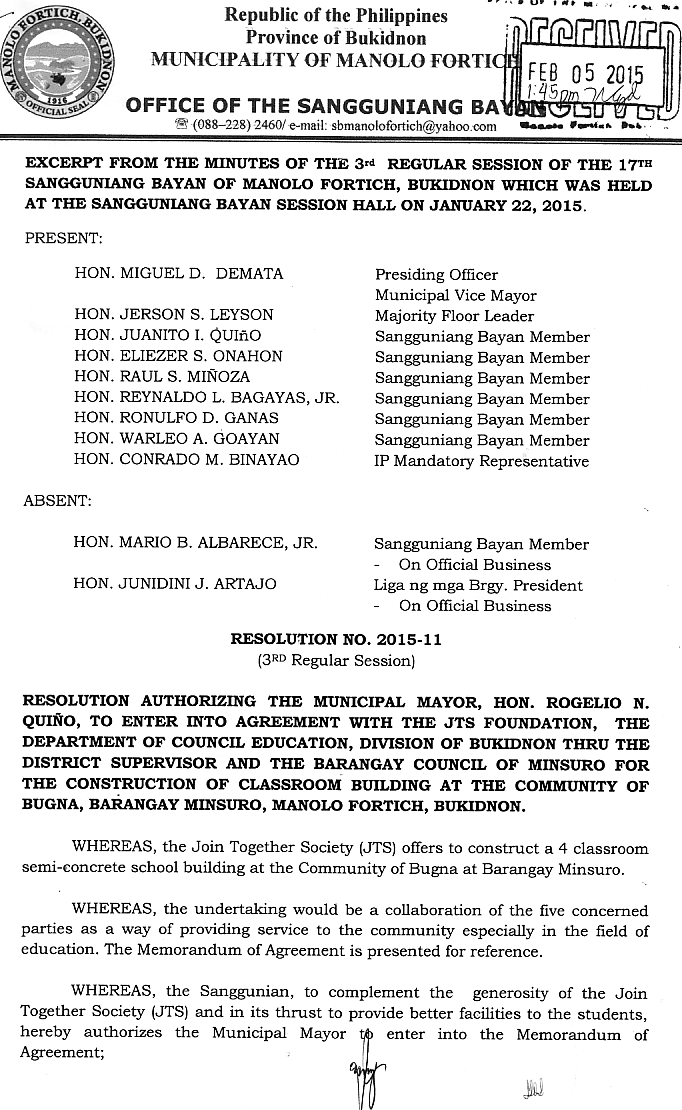 Republic of the Philippines
Province of Bukidnon
MUNICIPALITY OF MANOLO FORTICH
OFFICE OF THE SANGGUNIANG BAYAN
☎ (088-228) 2460/ e-mail: sbmanolofortich@yahoo.com
MANOLO FORTICH, BUKIDNON
1916
OFFICIAL SEAL
RECEIVED
FEB 05 2015
1:45pm
EXCERPT FROM THE MINUTES OF THE 3rd REGULAR SESSION OF THE 17TH
SANGGUNIANG BAYAN OF MANOLO FORTICH, BUKIDNON WHICH WAS HELD
AT THE SANGGUNIANG BAYAN SESSION HALL ON JANUARY 22, 2015.
PRESENT:
HON. MIGUEL D. DEMATA Presiding Officer
Municipal Vice Mayor
HON. JERSON S. LEYSON Majority Floor Leader
HON. JUANITO I. QUIñO Sangguniang Bayan Member
HON. ELIEZER S. ONAHON Sangguniang Bayan Member
HON. RAUL S. MIÑOZA Sangguniang Bayan Member
HON. REYNALDO L. BAGAYAS, JR. Sangguniang Bayan Member
HON. RONULFO D. GANAS Sangguniang Bayan Member
HON. WARLEO A. GOAYAN Sangguniang Bayan Member
HON. CONRADO M. BINAYAO IP Mandatory Representative
ABSENT:
HON. MARIO B. ALBARECE, JR. Sangguniang Bayan Member
- On Official Business
HON. JUNIDINI J. ARTAJO Liga ng mga Brgy. President
- On Official Business
RESOLUTION NO. 2015-11
(3RD Regular Session)
RESOLUTION AUTHORIZING THE MUNICIPAL MAYOR, HON. ROGELIO N.
QUIÑO, TO ENTER INTO AGREEMENT WITH THE JTS FOUNDATION, THE
DEPARTMENT OF COUNCIL EDUCATION, DIVISION OF BUKIDNON THRU THE
DISTRICT SUPERVISOR AND THE BARANGAY COUNCIL OF MINSURO FOR
THE CONSTRUCTION OF CLASSROOM BUILDING AT THE COMMUNITY OF
BUGNA, BARANGAY MINSURO, MANOLO FORTICH, BUKIDNON.
WHEREAS, the Join Together Society (JTS) offers to construct a 4 classroom
semi-concrete school building at the Community of Bugna at Barangay Minsuro.
WHEREAS, the undertaking would be a collaboration of the five concerned
parties as a way of providing service to the community especially in the field of
education. The Memorandum of Agreement is presented for reference.
WHEREAS, the Sanggunian, to complement the generosity of the Join
Together Society (JTS) and in its thrust to provide better facilities to the students,
hereby authorizes the Municipal Mayor to enter into the Memorandum of
Agreement;